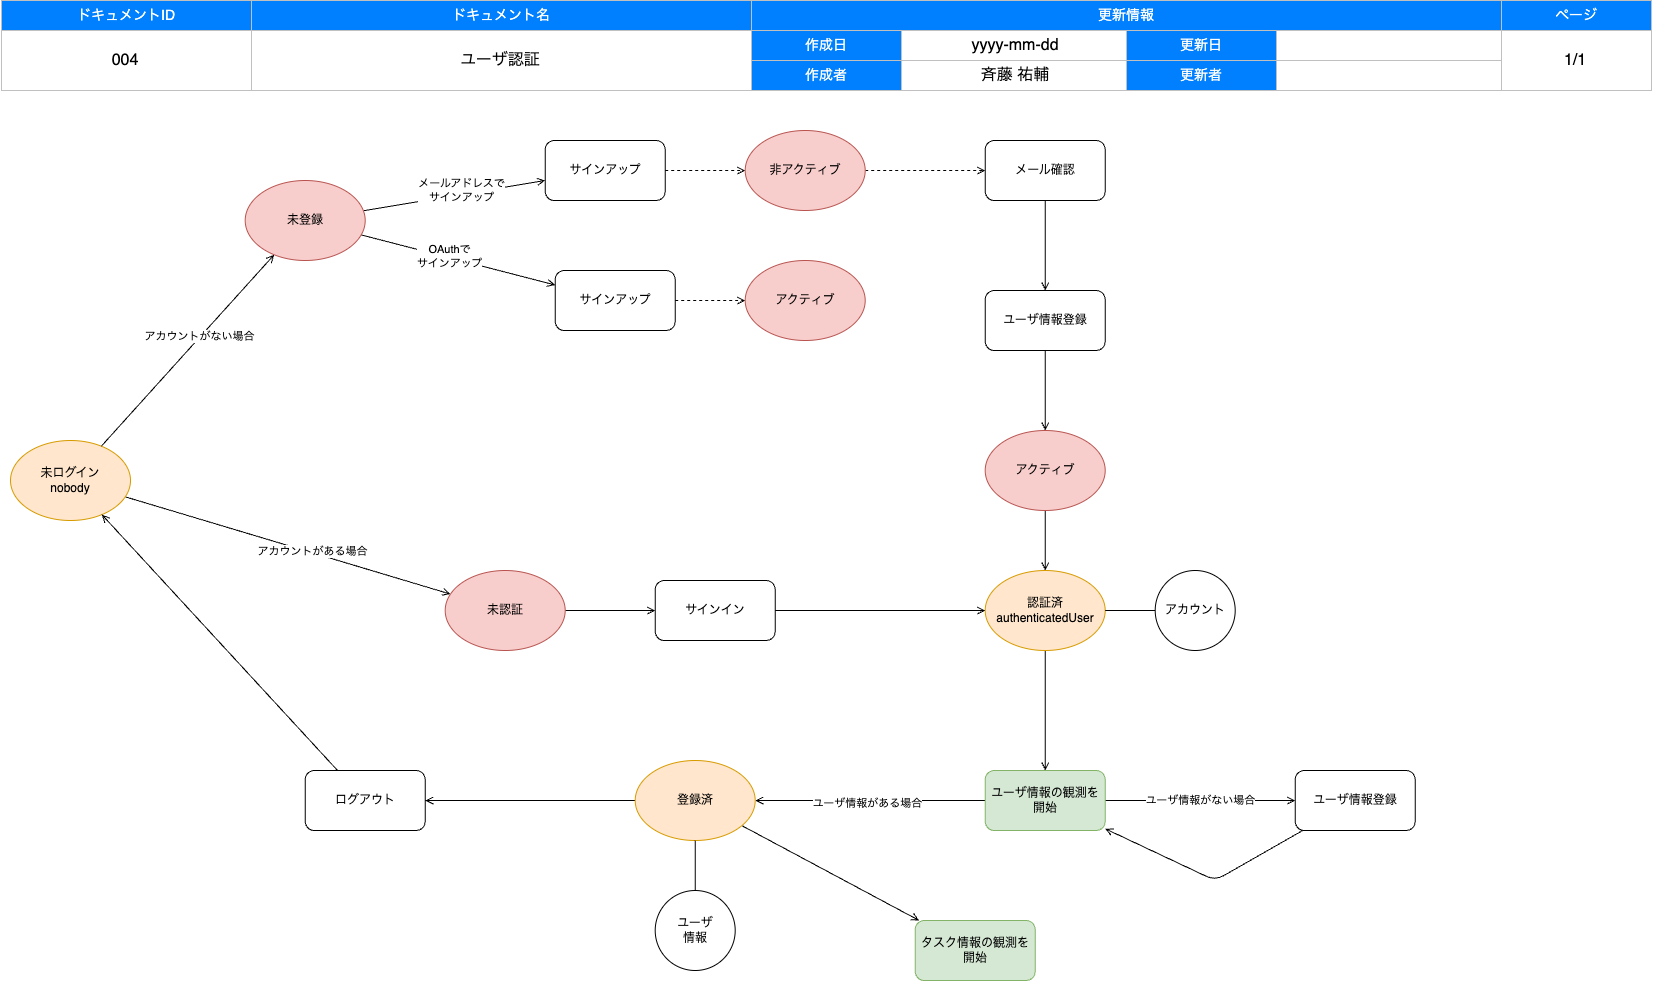 ドキュメントID
ドキュメント名
更新情報
ページ
004
ユーザ認証
作成日
yyyy-mm-dd
更新日
1/1
作成者
斉藤 祐輔
更新者
サインアップ
非アクティブ
メール確認
メールアドレスで
サインアップ
未登録
OAuthで
サインアップ
サインアップ
アクティブ
ユーザ情報登録
アカウントがない場合
未ログイン
nobody
アクティブ
アカウントがある場合
未認証
サインイン
認証済
authenticatedUser
アカウント
ログアウト
登録済
ユーザ情報がある場合
ユーザ情報の観測を
開始
ユーザ情報がない場合
ユーザ情報登録
ユーザ
情報
タスク情報の観測を
開始